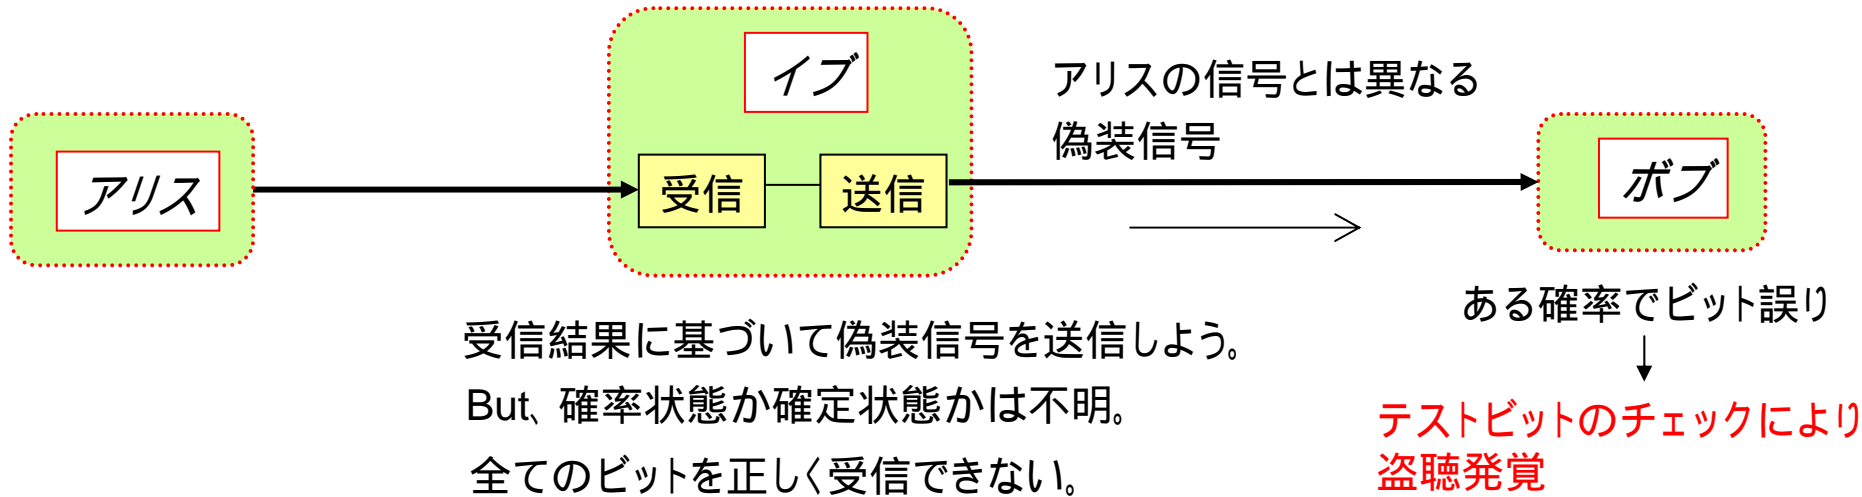 アリス
イブ
受信
送信
アリスの信号とは異なる
偽装信号
ボブ
受信結果に基づいて偽装信号を送信しよう。
But、確率状態か確定状態かは不明。
全てのビットを正しく受信できない。
ある確率でビット誤り
テストビットのチェックにより
盗聴発覚